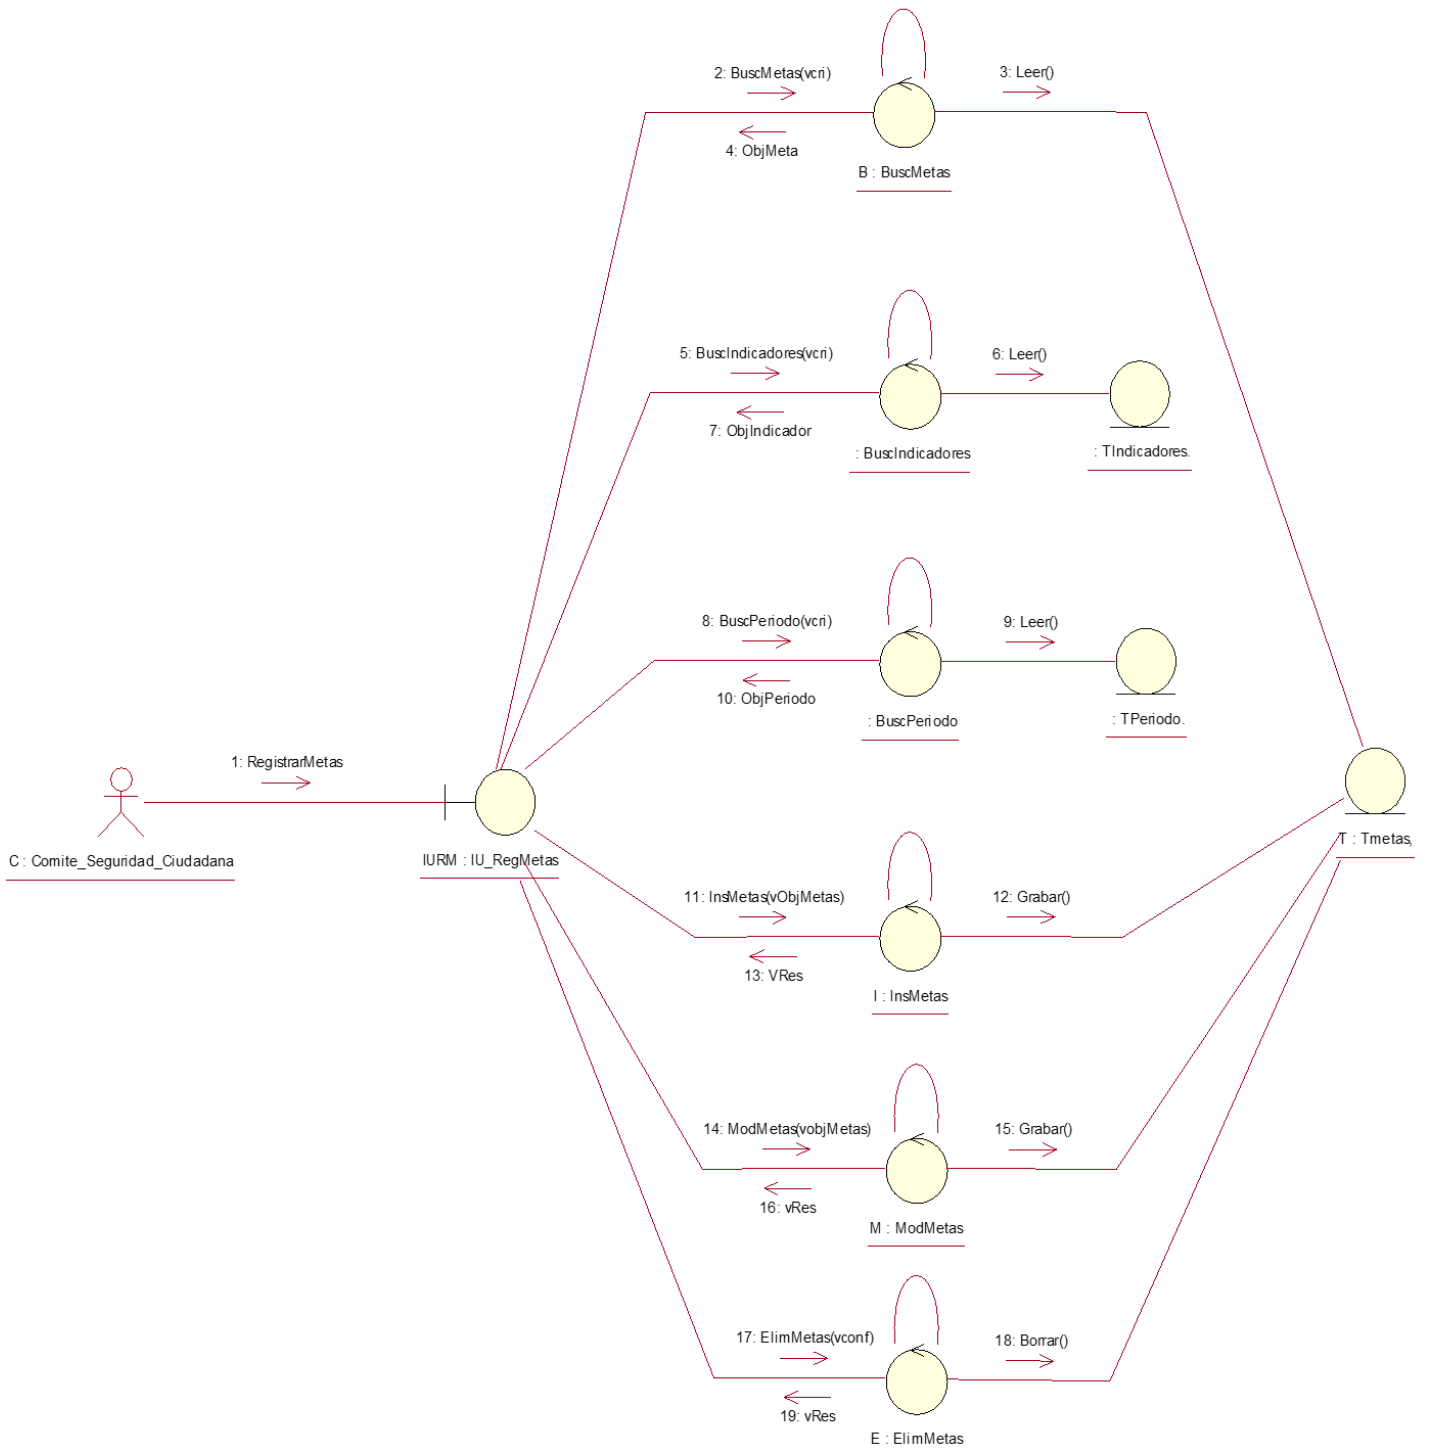 2: BuscMetas(vcri)
3: Leer()
4: ObjMeta
B : BuscMetas
5: BuscIndicadores(vcri)
6: Leer()
7: ObjIndicador
: BuscIndicadores
: TIndicadores.
8: BuscPeriodo(vcri)
9: Leer()
10: ObjPeriodo
: BuscPeriodo
: TPeriodo.
1: RegistrarMetas
C : Comite_Seguridad_Ciudadana
IURM : IU_RegMetas
T : Tmetas,
11: InsMetas(vObjMetas)
12: Grabar()
13: VRes
I : InsMetas
14: ModMetas(vobjMetas)
15: Grabar()
16: vRes
M : ModMetas
17: ElimMetas(vconf)
18: Borrar()
19: vRes
E : ElimMetas